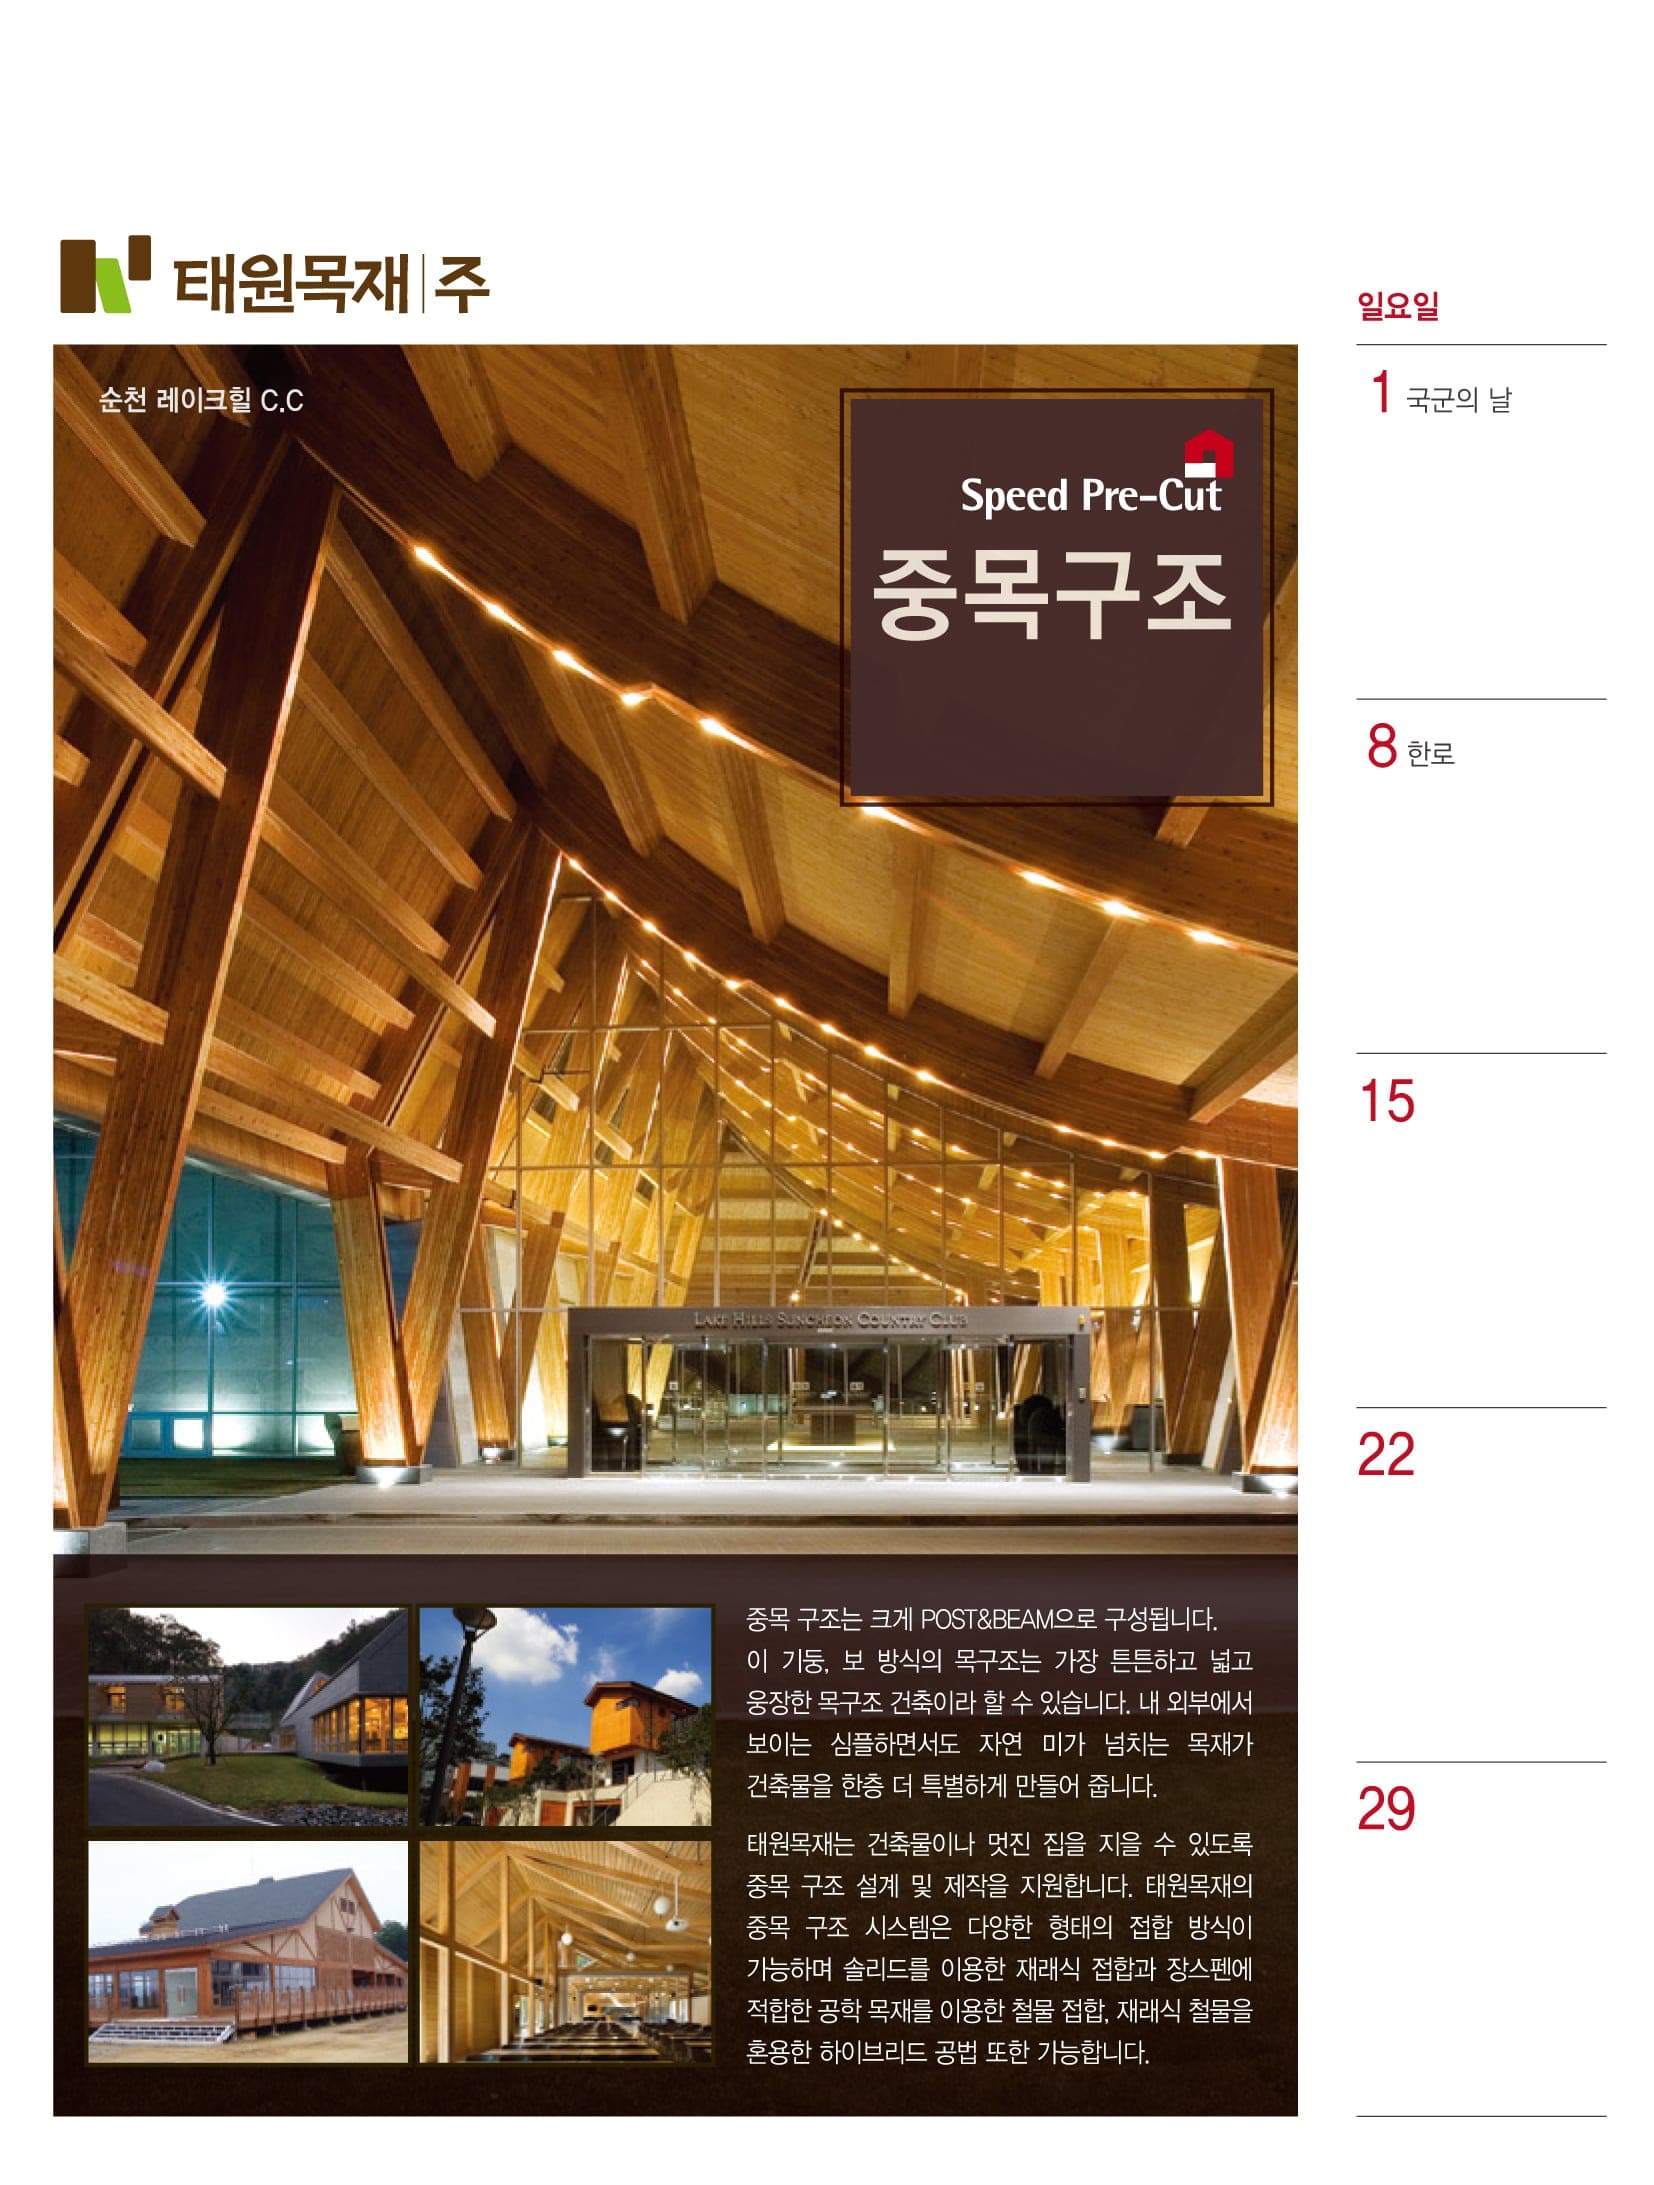 태원목재 주
일요일
순천 레이크힐 C.C
Speed Pre-Cut
중목구조
LAKE HILLS SUNCHEON COUNTRY CLUB
중목 구조는 크게 POST&BEAM으로 구성됩니다.
이 기둥, 보 방식의 목구조는 가장 튼튼하고 넓고
웅장한 목구조 건축이라 할 수 있습니다. 내 외부에서
보이는 심플하면서도 자연 미가 넘치는 목재가
건축물을 한층 더 특별하게 만들어 줍니다.
태원목재는 건축물이나 멋진 집을 지을 수 있도록
중목 구조 설계 및 제작을 지원합니다. 태원목재의
중목 구조 시스템은 다양한 형태의 접합 방식이
가능하며 솔리드를 이용한 재래식 접합과 장스펜에
적합한 공학 목재를 이용한 철물 접합, 재래식 철물을
혼용한 하이브리드 공법 또한 가능합니다.
1 국군의 날
8 한로
15
22
29